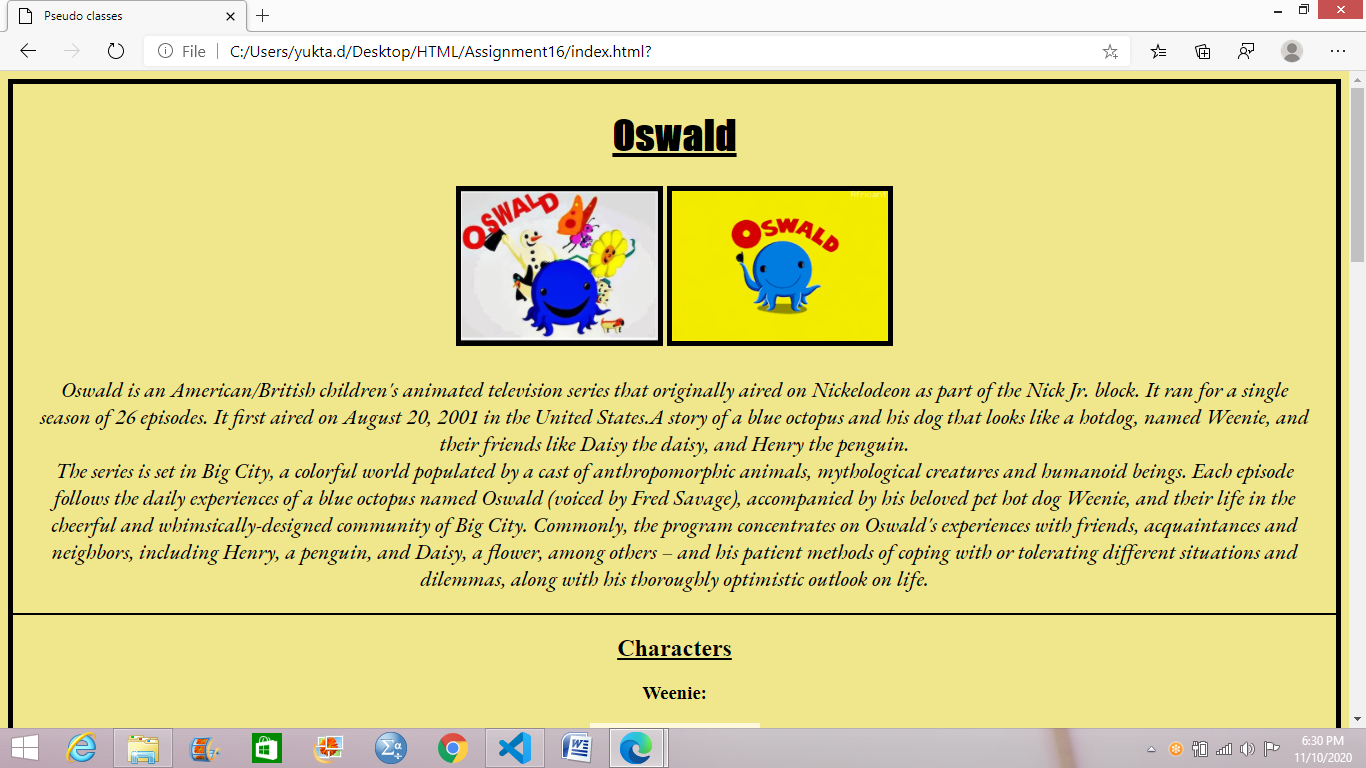 Pseudo classes
File
C:/Users/yukta.d/Desktop/HTML/Assignment16/index.html?
Oswald
OSWALD
OSWALD
Oswald is an American/British children's animated television series that originally aired on Nickelodeon as part of the Nick Jr. block. It ran for a single
season of 26 episodes. It first aired on August 20, 2001 in the United States.A story of a blue octopus and his dog that looks like a hotdog, named Weenie, and
their friends like Daisy the daisy, and Henry the penguin.
The series is set in Big City, a colorful world populated by a cast of anthropomorphic animals, mythological creatures and humanoid beings. Each episode
follows the daily experiences of a blue octopus named Oswald (voiced by Fred Savage), accompanied by his beloved pet hot dog Weenie, and their life in the
cheerful and whimsically-designed community of Big City. Commonly, the program concentrates on Oswald's experiences with friends, acquaintances and
neighbors, including Henry, a penguin, and Daisy, a flower, among others – and his patient methods of coping with or tolerating different situations and
dilemmas, along with his thoroughly optimistic outlook on life.
Characters
Weenie:
6:30 PM
11/10/2020